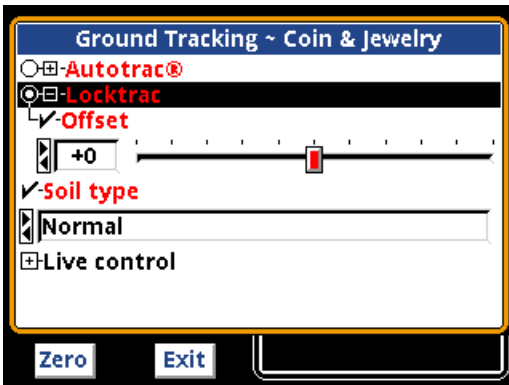 Ground Tracking ~ Coin & Jewelry
Autotrac®
Locktrac
Offset
+0
Soil type
Normal
Live control
Zero Exit